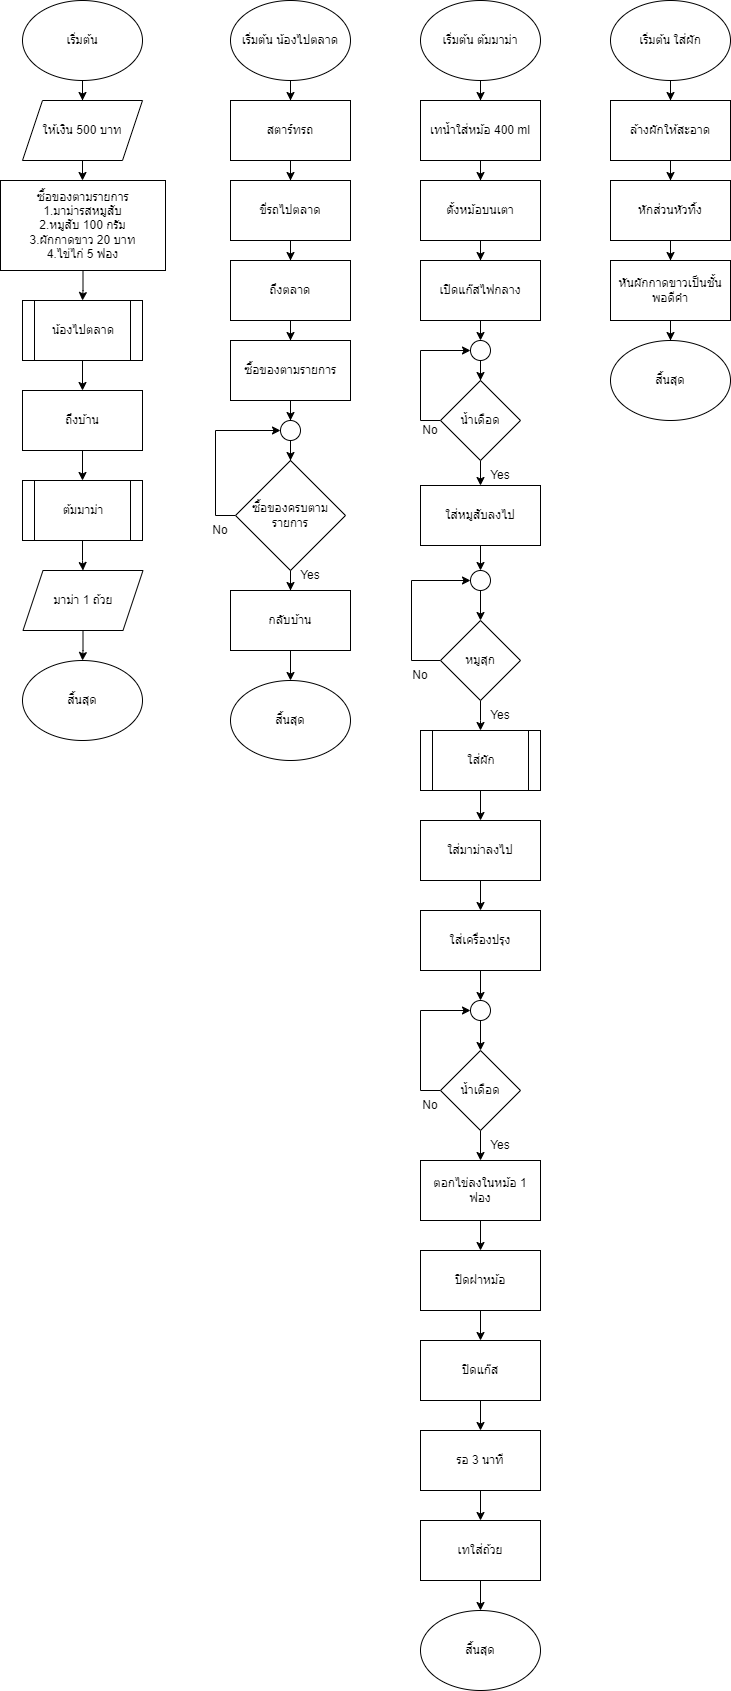 เริ่มต้น
ให้เงิน 500 บาท
ซื้อของตามรายการ
1.มาม่ารสหมูสับ
2.หมูสับ 100 กรัม
3.ผักกาดขาว 20 บาท
4.ไข่ไก่ 5 ฟอง
น้องไปตลาด
ถึงบ้าน
ต้มมาม่า
มาม่า 1 ถ้วย
สิ้นสุด
เริ่มต้น น้องไปตลาด
สตาร์ทรถ
ขี่รถไปตลาด
ถึงตลาด
ซื้อของตามรายการ
ซื้อของครบตาม
รายการ
No
Yes
กลับบ้าน
สิ้นสุด
เริ่มต้น ต้มมาม่า
เทน้ำใส่หม้อ 400 ml
ตั้งหม้อบนเตา
เปิดแก๊สไฟกลาง
น้ำเดือด
No
Yes
ใส่หมูสับลงไป
หมูสุก
No
Yes
ใส่ผัก
ใส่มาม่าลงไป
ใส่เครื่องปรุง
น้ำเดือด
No
Yes
ตอกไข่ลงในหม้อ 1
ฟอง
ปิดฝาหม้อ
ปิดแก๊ส
รอ 3 นาที
เทใส่ถ้วย
สิ้นสุด
เริ่มต้น ใส่ผัก
ล้างผักให้สะอาด
หักส่วนหัวทิ้ง
หั่นผักกาดขาวเป็นชิ้น
พอดีคำ
สิ้นสุด